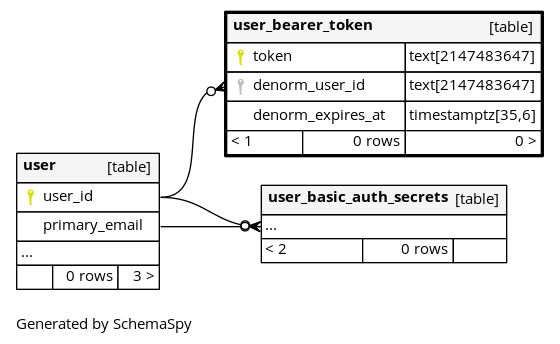 user_bearer_token [table]
token text[2147483647]
denorm_user_id text[2147483647]
denorm_expires_at timestamptz[35,6]
< 1 0 rows 0 >
user [table]
user_id
primary_email
...
0 rows 3 >
user_basic_auth_secrets [table]
...
< 2 0 rows
Generated by SchemaSpy